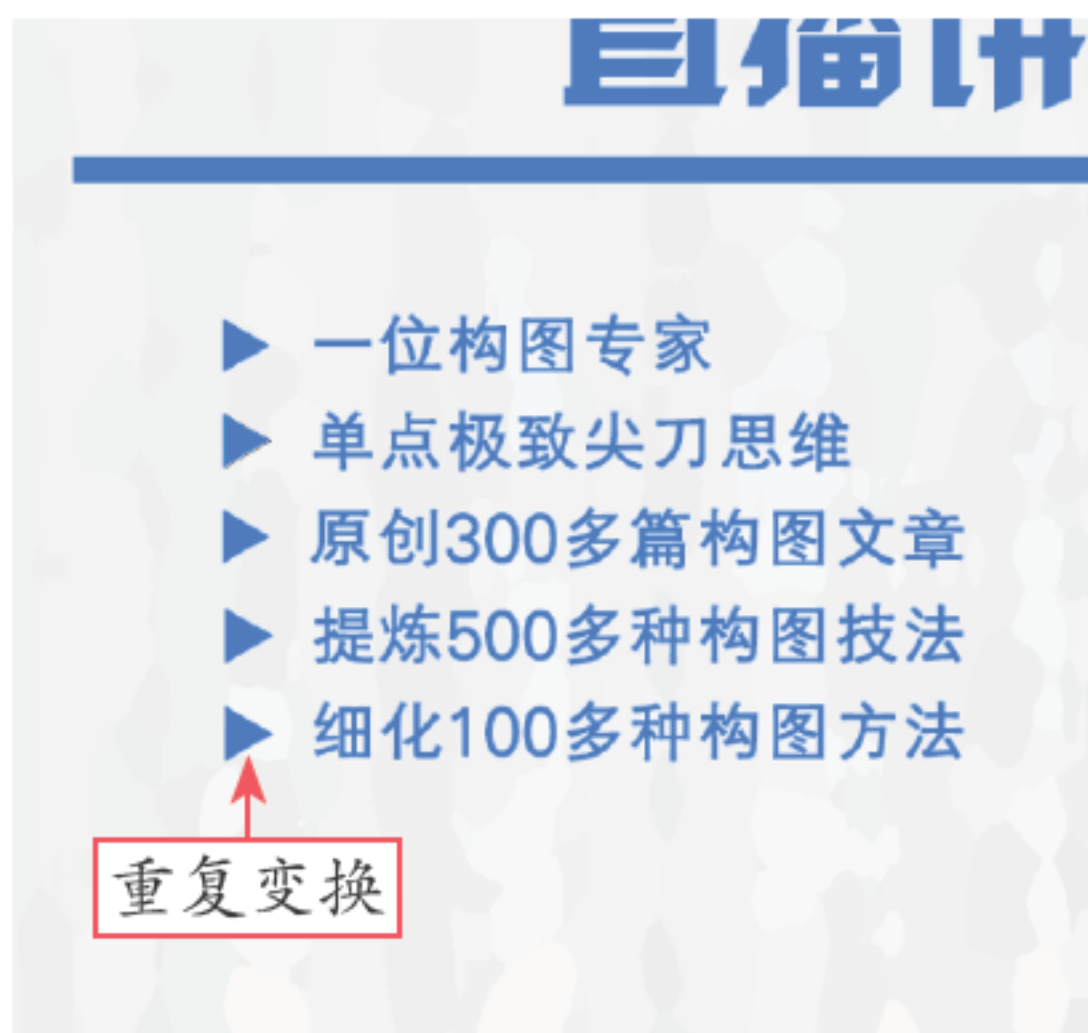 一位构图专家
单点极致尖刀思维
原创300多篇构图文章
提炼500多种构图技法
细化100多种构图方法
重复变换